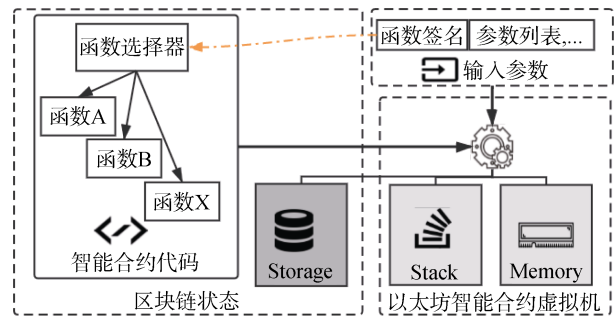 函数选择器
函数A
函数B
函数X
智能合约代码
Storage
区块链状态
函数签名
参数列表,...
输入参数
Stack
Memory
以太坊智能合约虚拟机